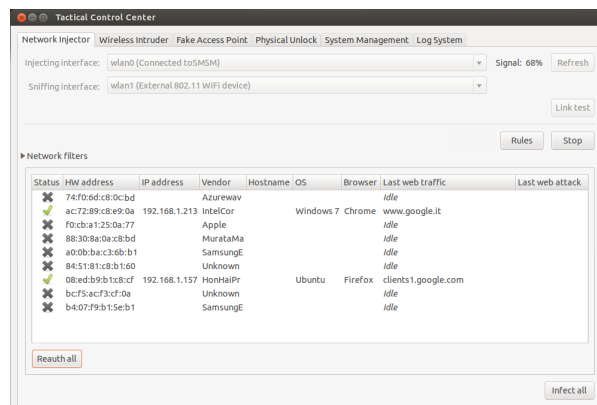 Tactical Control Center
Network Injector Wireless Intruder Fake Access Point Physical Unlock System Management Log System
Injecting interface: wlan0 (Connected toSMSM) Signal: 68% Refresh
Sniffing interface: wlan1 (External 802.11 WiFi device)
Link test
Rules Stop
Network filters
Status HW address IP address Vendor Hostname OS Browser Last web traffic Last web attack
74:f0:6d:c8:0c:bd Azurewav Idle
ac:72:89:c8:e9:0a 192.168.1.213 IntelCor Windows 7 Chrome www.google.it
f0:cb:a1:25:0a:77 Apple Idle
88:30:8a:0a:c8:bd MurataMa Idle
a0:0b:ba:c3:6b:b1 SamsungE Idle
84:51:81:c8:b1:60 Unknown Idle
08:ed:b9:b1:c8:cf 192.168.1.157 HonHaiPr Ubuntu Firefox clients1.google.com
bc:f5:ac:f3:cf:0a Unknown Idle
b4:07:f9:b1:5e:b1 SamsungE Idle
Reauth all
Infect all